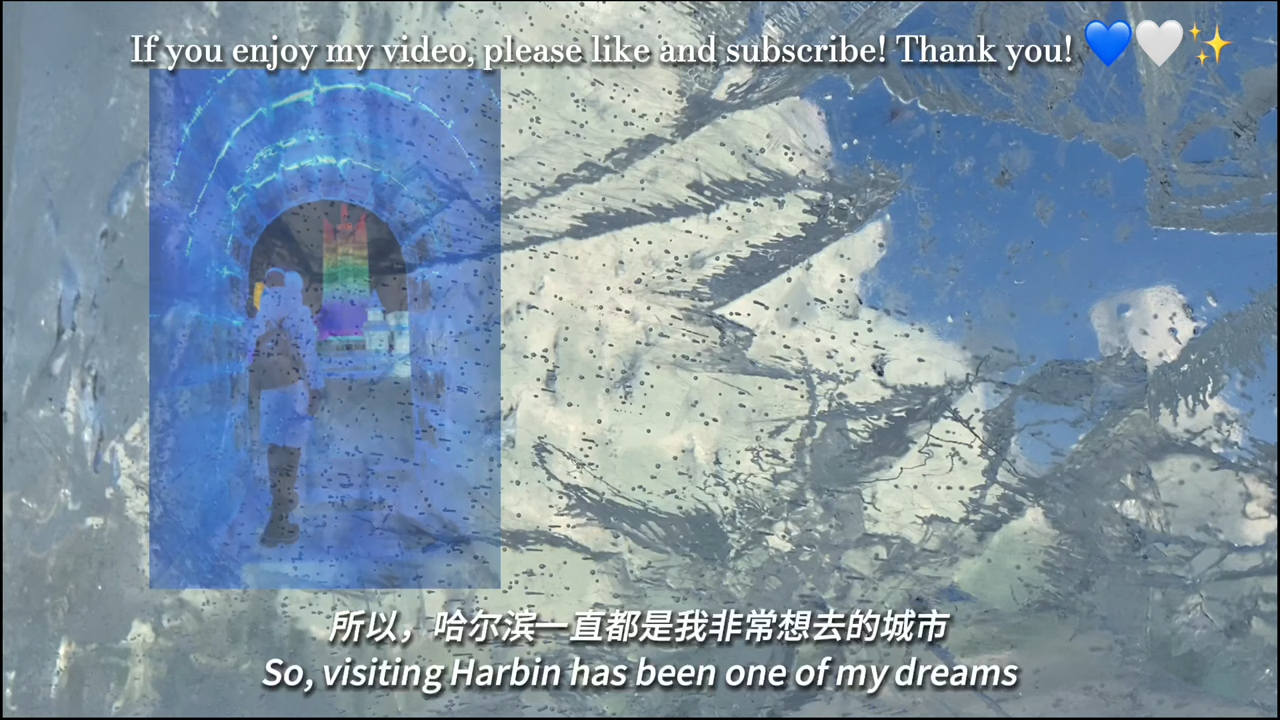 If you enjoy my video, please like and subscribe! Thank you! 💙🤍✨
所以，哈尔滨一直都是我非常想去的城市
So, visiting Harbin has been one of my dreams